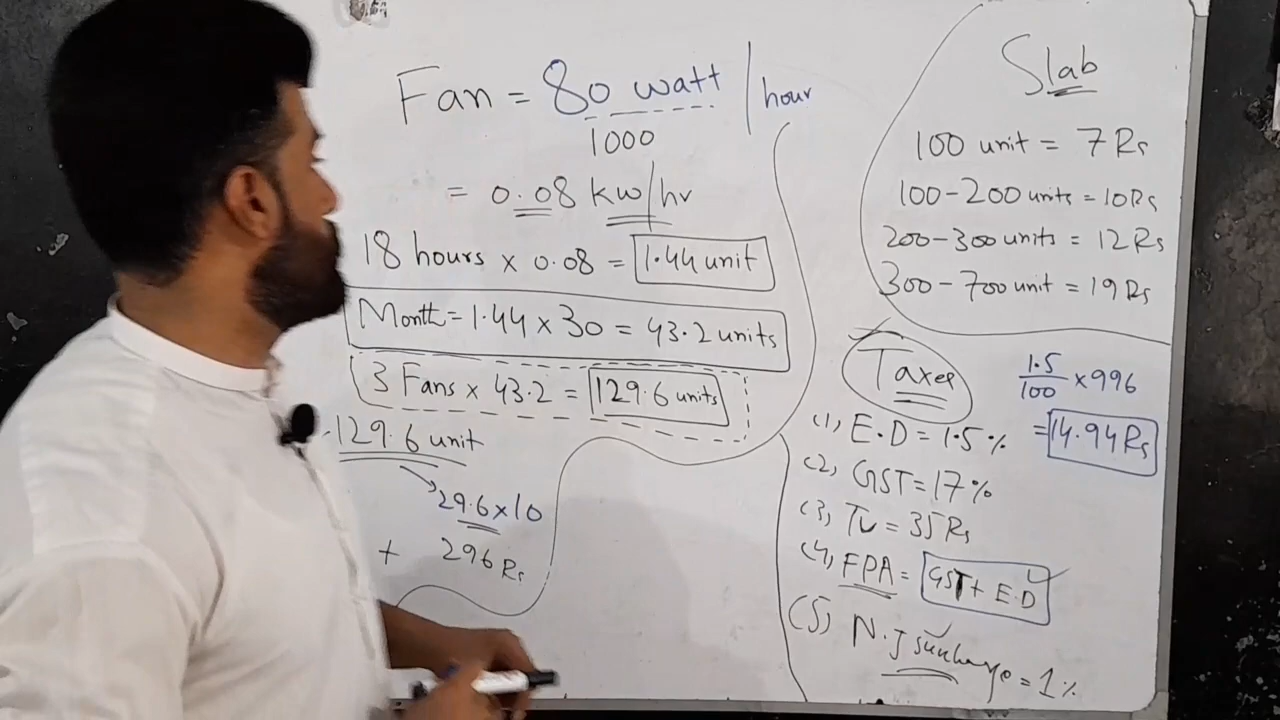 Fan = 80 watt / hour
1000
= 0.08 kw/hr
18 hours x 0.08 = 1.44 unit
Month = 1.44 x 30 = 43.2 units
3 Fans x 43.2 = 129.6 units
129.6 unit
29.6 x 10
+ 296 Rs
Slab
100 unit = 7 Rs
100-200 units = 10 Rs
200-300 units = 12 Rs
300-700 unit = 19 Rs
Taxes
1.5
100 x 996
= 14.94 Rs
(1) E.D = 1.5 %
(2) GST = 17 %
(3) Tv = 35 Rs
(4) FPA = GST + E.D
(5) N.J surcharge = 1 %